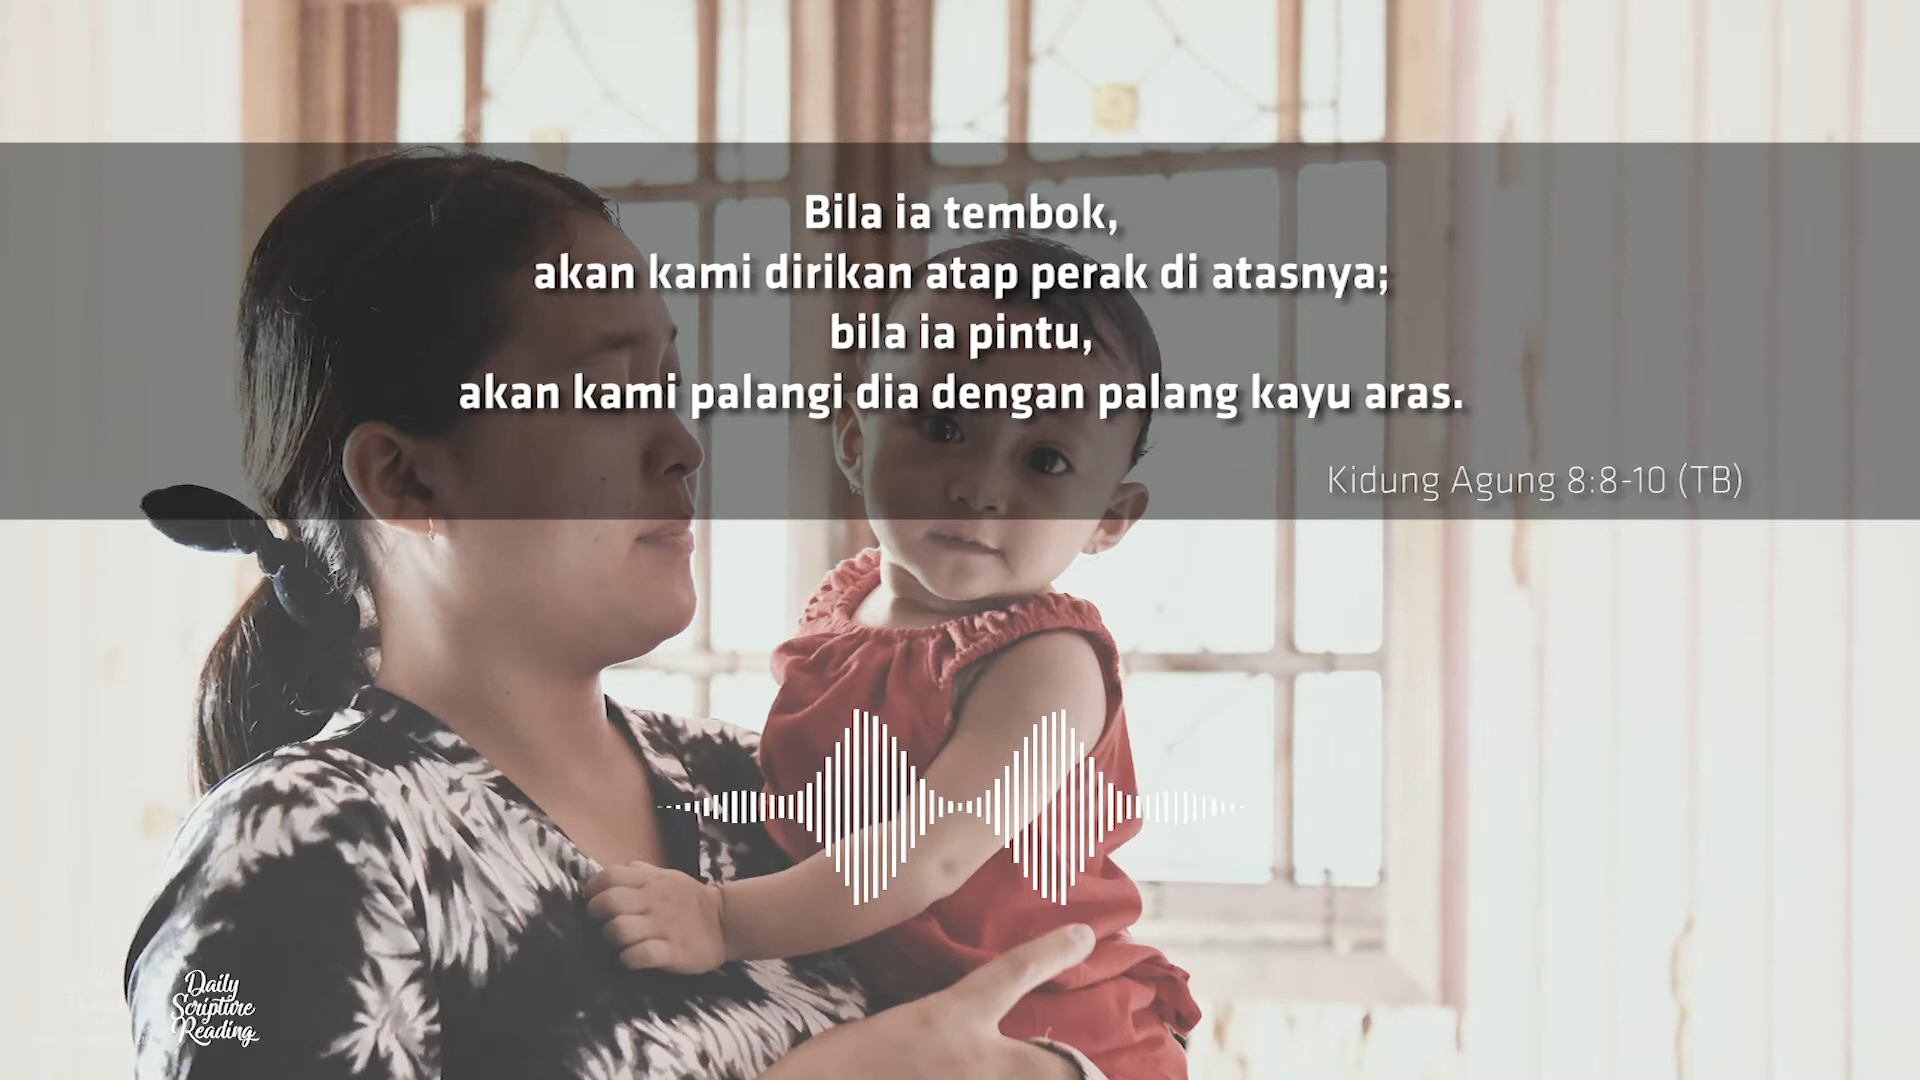 Bila ia tembok,
akan kami dirikan atap perak di atasnya;
bila ia pintu,
akan kami palangi dia dengan palang kayu aras.
Kidung Agung 8:8-10 (TB)
Daily
Scripture
Reading